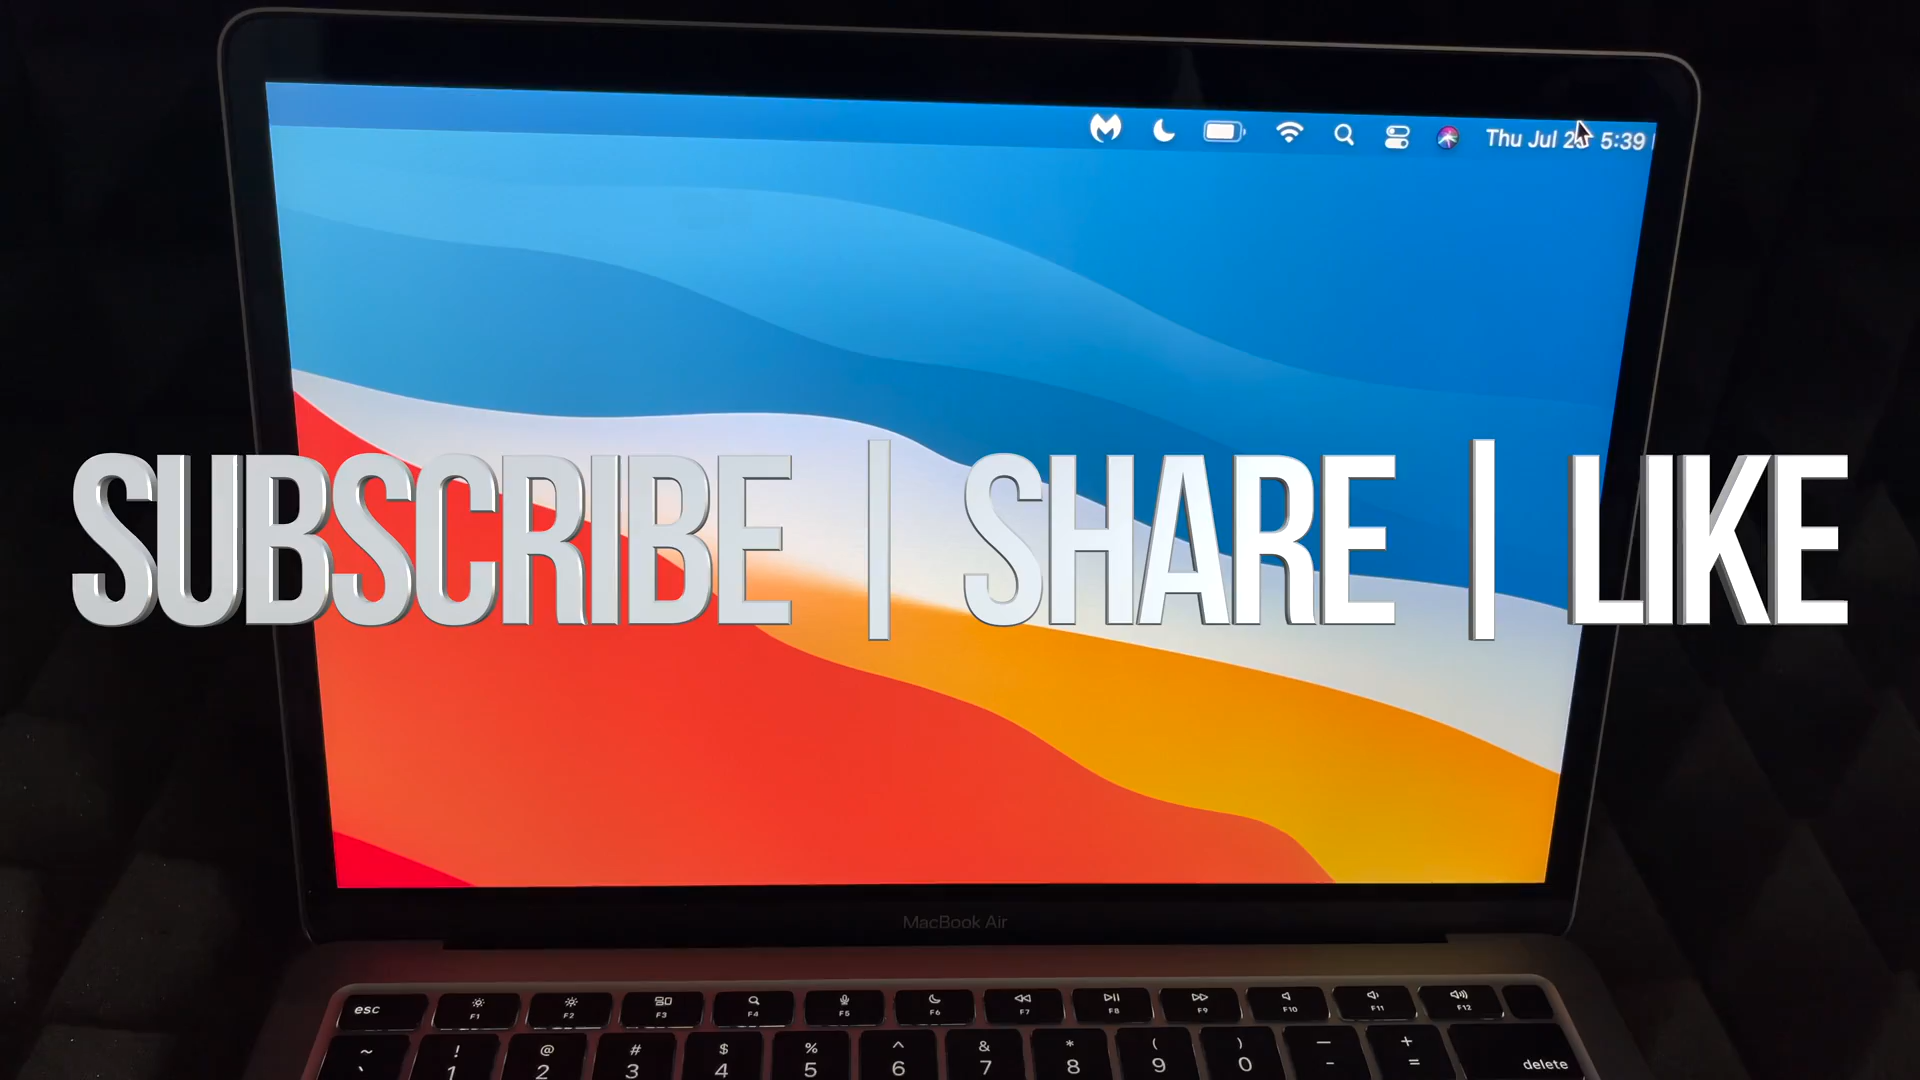 Thu Jul 2 5:39
SUBSCRIBE | SHARE | LIKE
MacBook Air
esc F1 F2 F3 F4 F5 F6 F7 F8 F9 F10 F11 F12
~ ! @ # $ % ^ & * ( ) — +
` 1 2 3 4 5 6 7 8 9 0 - = delete